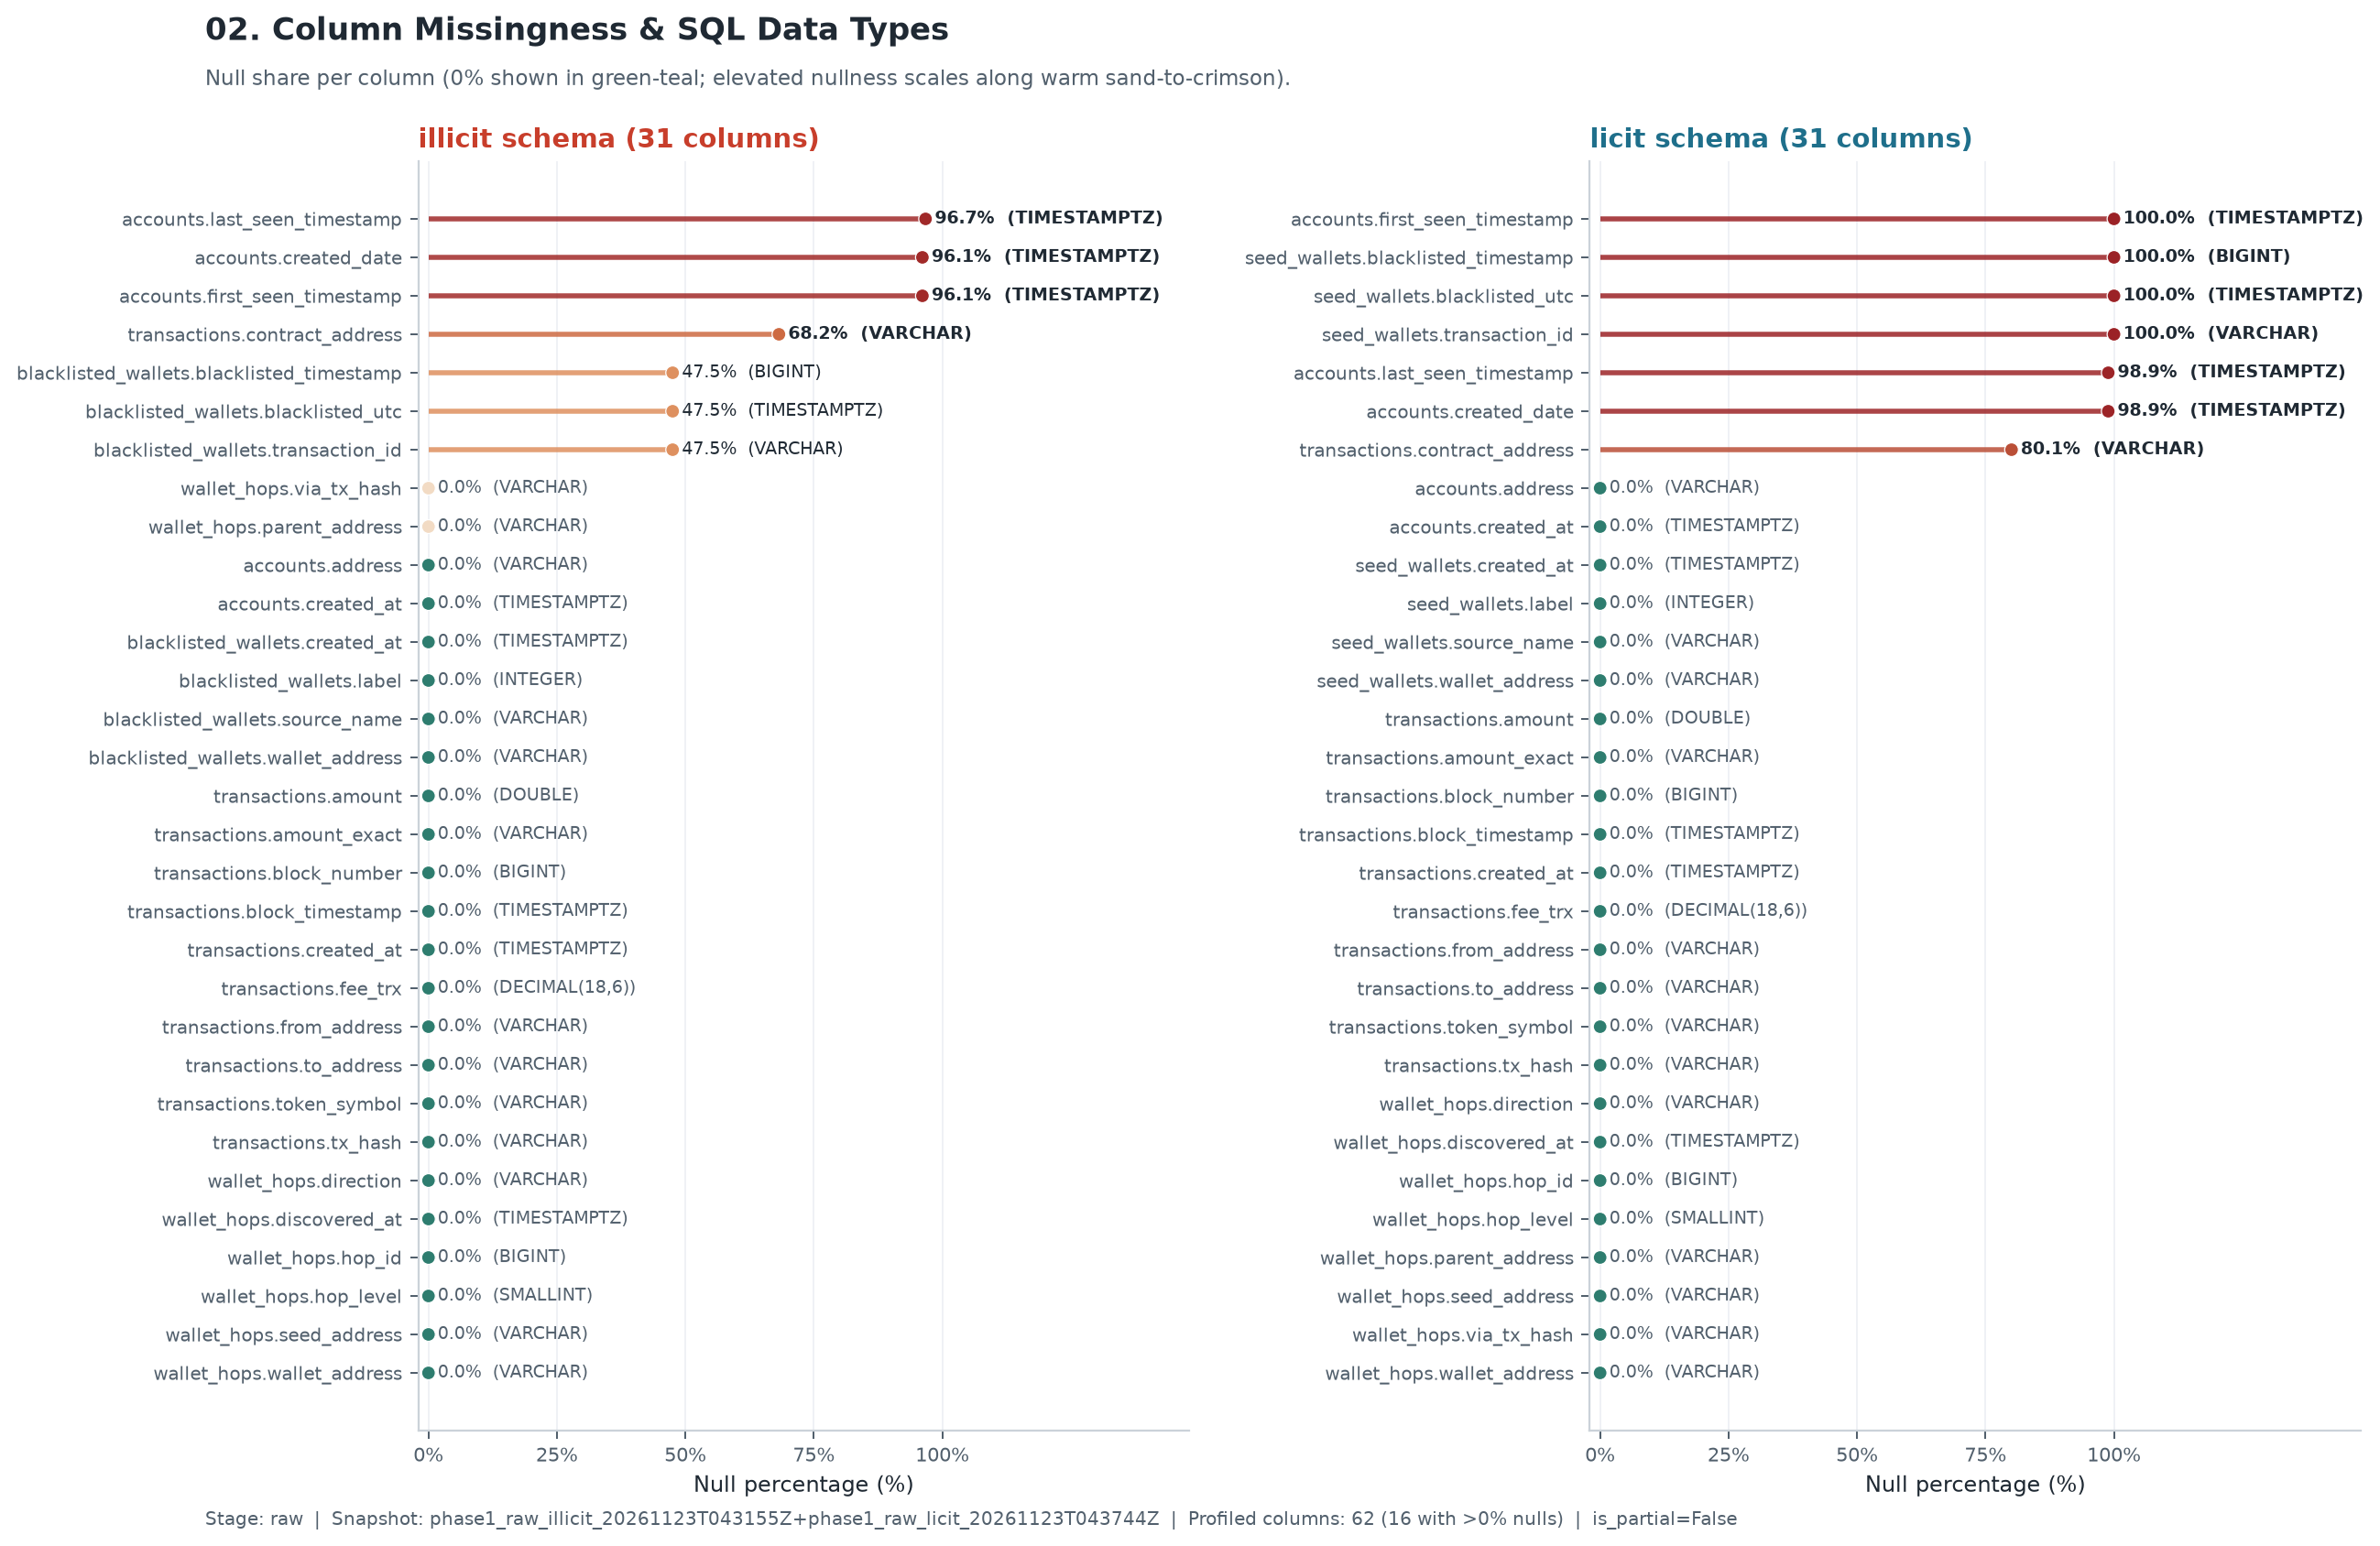 02. Column Missingness & SQL Data Types
Null share per column (0% shown in green-teal; elevated nullness scales along warm sand-to-crimson).
illicit schema (31 columns)
accounts.last_seen_timestamp 96.7% (TIMESTAMPTZ)
accounts.created_date 96.1% (TIMESTAMPTZ)
accounts.first_seen_timestamp 96.1% (TIMESTAMPTZ)
transactions.contract_address 68.2% (VARCHAR)
blacklisted_wallets.blacklisted_timestamp 47.5% (BIGINT)
blacklisted_wallets.blacklisted_utc 47.5% (TIMESTAMPTZ)
blacklisted_wallets.transaction_id 47.5% (VARCHAR)
wallet_hops.via_tx_hash 0.0% (VARCHAR)
wallet_hops.parent_address 0.0% (VARCHAR)
accounts.address 0.0% (VARCHAR)
accounts.created_at 0.0% (TIMESTAMPTZ)
blacklisted_wallets.created_at 0.0% (TIMESTAMPTZ)
blacklisted_wallets.label 0.0% (INTEGER)
blacklisted_wallets.source_name 0.0% (VARCHAR)
blacklisted_wallets.wallet_address 0.0% (VARCHAR)
transactions.amount 0.0% (DOUBLE)
transactions.amount_exact 0.0% (VARCHAR)
transactions.block_number 0.0% (BIGINT)
transactions.block_timestamp 0.0% (TIMESTAMPTZ)
transactions.created_at 0.0% (TIMESTAMPTZ)
transactions.fee_trx 0.0% (DECIMAL(18,6))
transactions.from_address 0.0% (VARCHAR)
transactions.to_address 0.0% (VARCHAR)
transactions.token_symbol 0.0% (VARCHAR)
transactions.tx_hash 0.0% (VARCHAR)
wallet_hops.direction 0.0% (VARCHAR)
wallet_hops.discovered_at 0.0% (TIMESTAMPTZ)
wallet_hops.hop_id 0.0% (BIGINT)
wallet_hops.hop_level 0.0% (SMALLINT)
wallet_hops.seed_address 0.0% (VARCHAR)
wallet_hops.wallet_address 0.0% (VARCHAR)
0% 25% 50% 75% 100%
Null percentage (%)
licit schema (31 columns)
accounts.first_seen_timestamp 100.0% (TIMESTAMPTZ)
seed_wallets.blacklisted_timestamp 100.0% (BIGINT)
seed_wallets.blacklisted_utc 100.0% (TIMESTAMPTZ)
seed_wallets.transaction_id 100.0% (VARCHAR)
accounts.last_seen_timestamp 98.9% (TIMESTAMPTZ)
accounts.created_date 98.9% (TIMESTAMPTZ)
transactions.contract_address 80.1% (VARCHAR)
accounts.address 0.0% (VARCHAR)
accounts.created_at 0.0% (TIMESTAMPTZ)
seed_wallets.created_at 0.0% (TIMESTAMPTZ)
seed_wallets.label 0.0% (INTEGER)
seed_wallets.source_name 0.0% (VARCHAR)
seed_wallets.wallet_address 0.0% (VARCHAR)
transactions.amount 0.0% (DOUBLE)
transactions.amount_exact 0.0% (VARCHAR)
transactions.block_number 0.0% (BIGINT)
transactions.block_timestamp 0.0% (TIMESTAMPTZ)
transactions.created_at 0.0% (TIMESTAMPTZ)
transactions.fee_trx 0.0% (DECIMAL(18,6))
transactions.from_address 0.0% (VARCHAR)
transactions.to_address 0.0% (VARCHAR)
transactions.token_symbol 0.0% (VARCHAR)
transactions.tx_hash 0.0% (VARCHAR)
wallet_hops.direction 0.0% (VARCHAR)
wallet_hops.discovered_at 0.0% (TIMESTAMPTZ)
wallet_hops.hop_id 0.0% (BIGINT)
wallet_hops.hop_level 0.0% (SMALLINT)
wallet_hops.parent_address 0.0% (VARCHAR)
wallet_hops.seed_address 0.0% (VARCHAR)
wallet_hops.via_tx_hash 0.0% (VARCHAR)
wallet_hops.wallet_address 0.0% (VARCHAR)
0% 25% 50% 75% 100%
Null percentage (%)
Stage: raw | Snapshot: phase1_raw_illicit_20261123T043155Z+phase1_raw_licit_20261123T043744Z | Profiled columns: 62 (16 with >0% nulls) | is_partial=False